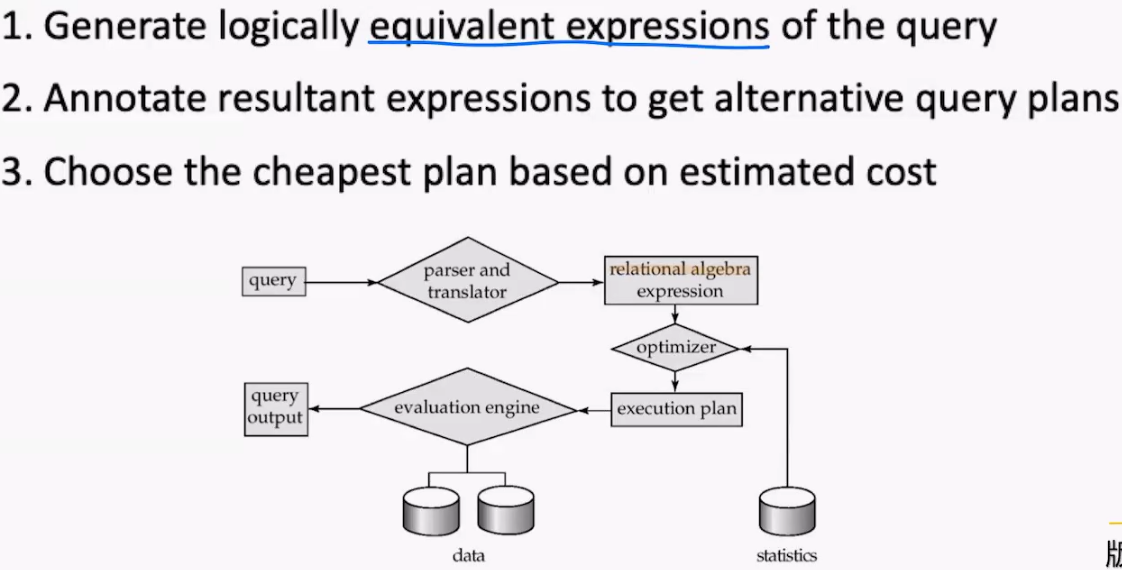 1. Generate logically equivalent expressions of the query
2. Annotate resultant expressions to get alternative query plans
3. Choose the cheapest plan based on estimated cost
query
parser and
translator
relational algebra
expression
optimizer
query
output
evaluation engine
execution plan
data
statistics
版